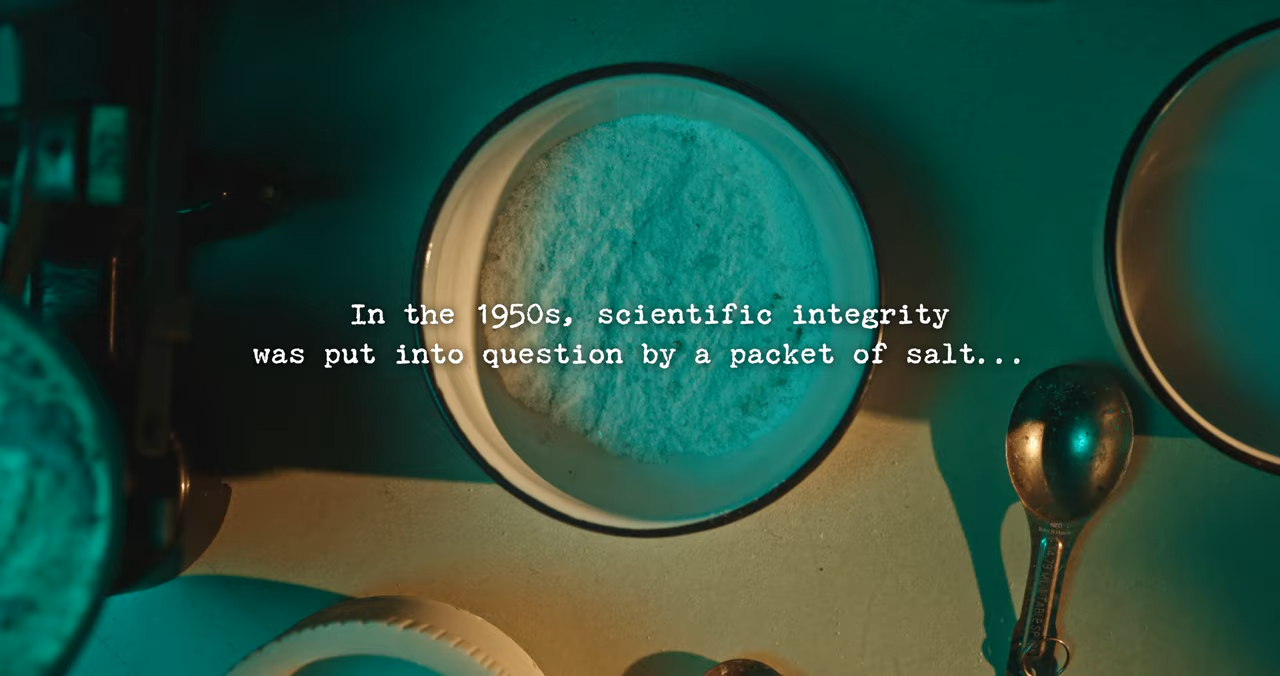 In the 1950s, scientific integrity
was put into question by a packet of salt...